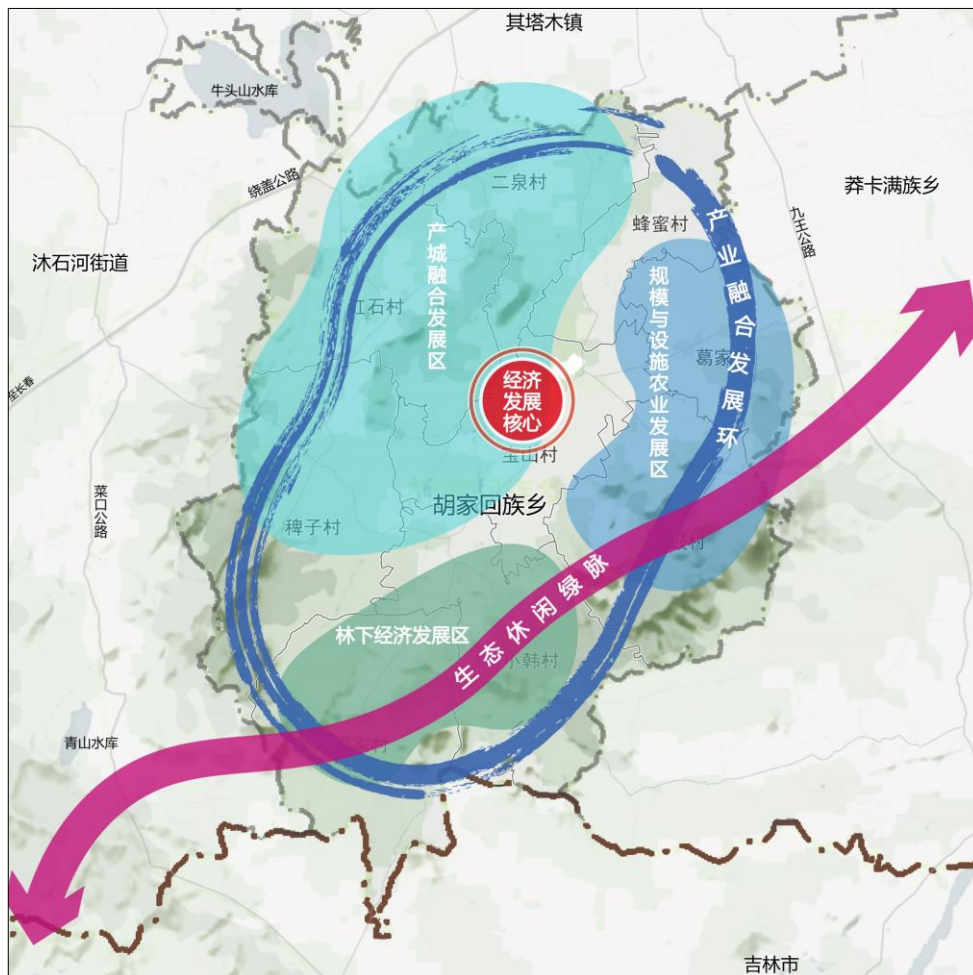 其塔木镇
牛头山水库
绕盖公路
二泉村
莽卡满族乡
蜂蜜村
九王公路
沐石河街道
产城融合发展区
产业融合发展环
规模与设施农业发展区
红石村
葛家
至长春
经济
发展
核心
宝山村
菜口公路
胡家回族乡
稗子村
生态休闲绿脉
林下经济发展区
小韩村
青山水库
吉林市